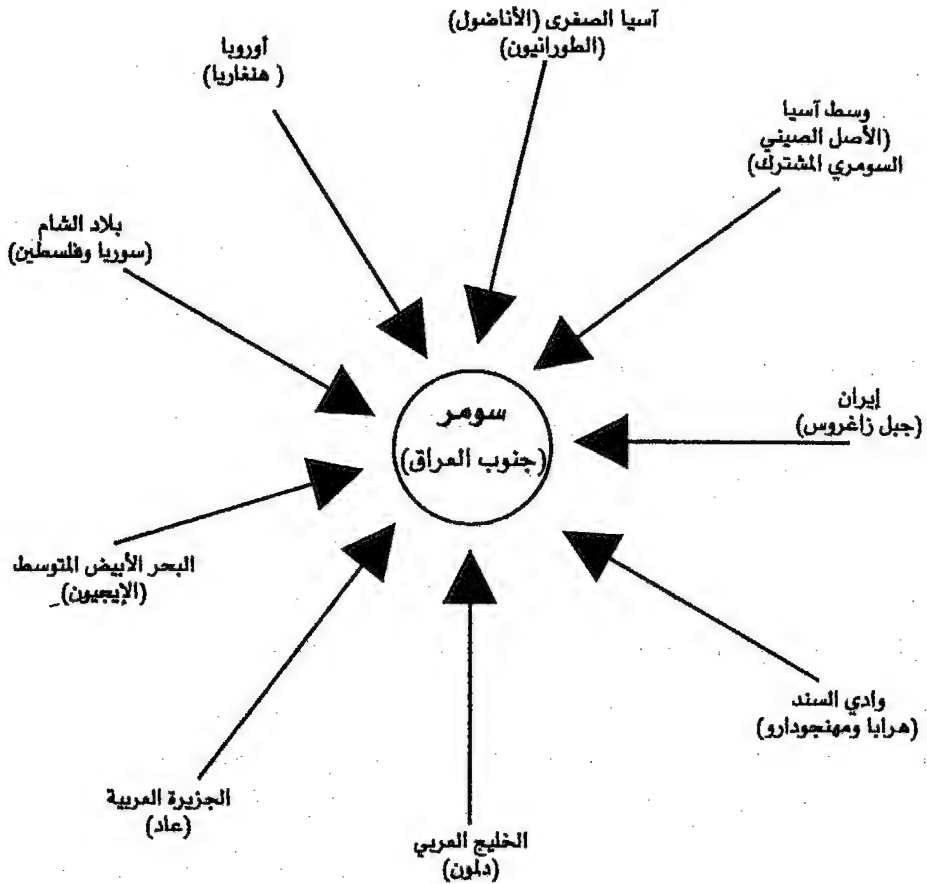 آسيا الصغرى (الأناضول)
(الطورانيون)
أوروبا
(هنغاريا)
وسط آسيا
(الأصل الصيني
السومري المشترك)
بلاد الشام
(سوريا وفلسطين)
إيران
(جبل زاغروس)
سومر
(جنوب العراق)
البحر الأبيض المتوسط
(الإيجيون)
وادي السند
(هرابا ومهنجودارو)
الجزيرة العربية
(عاد)
الخليج العربي
(دلمون)